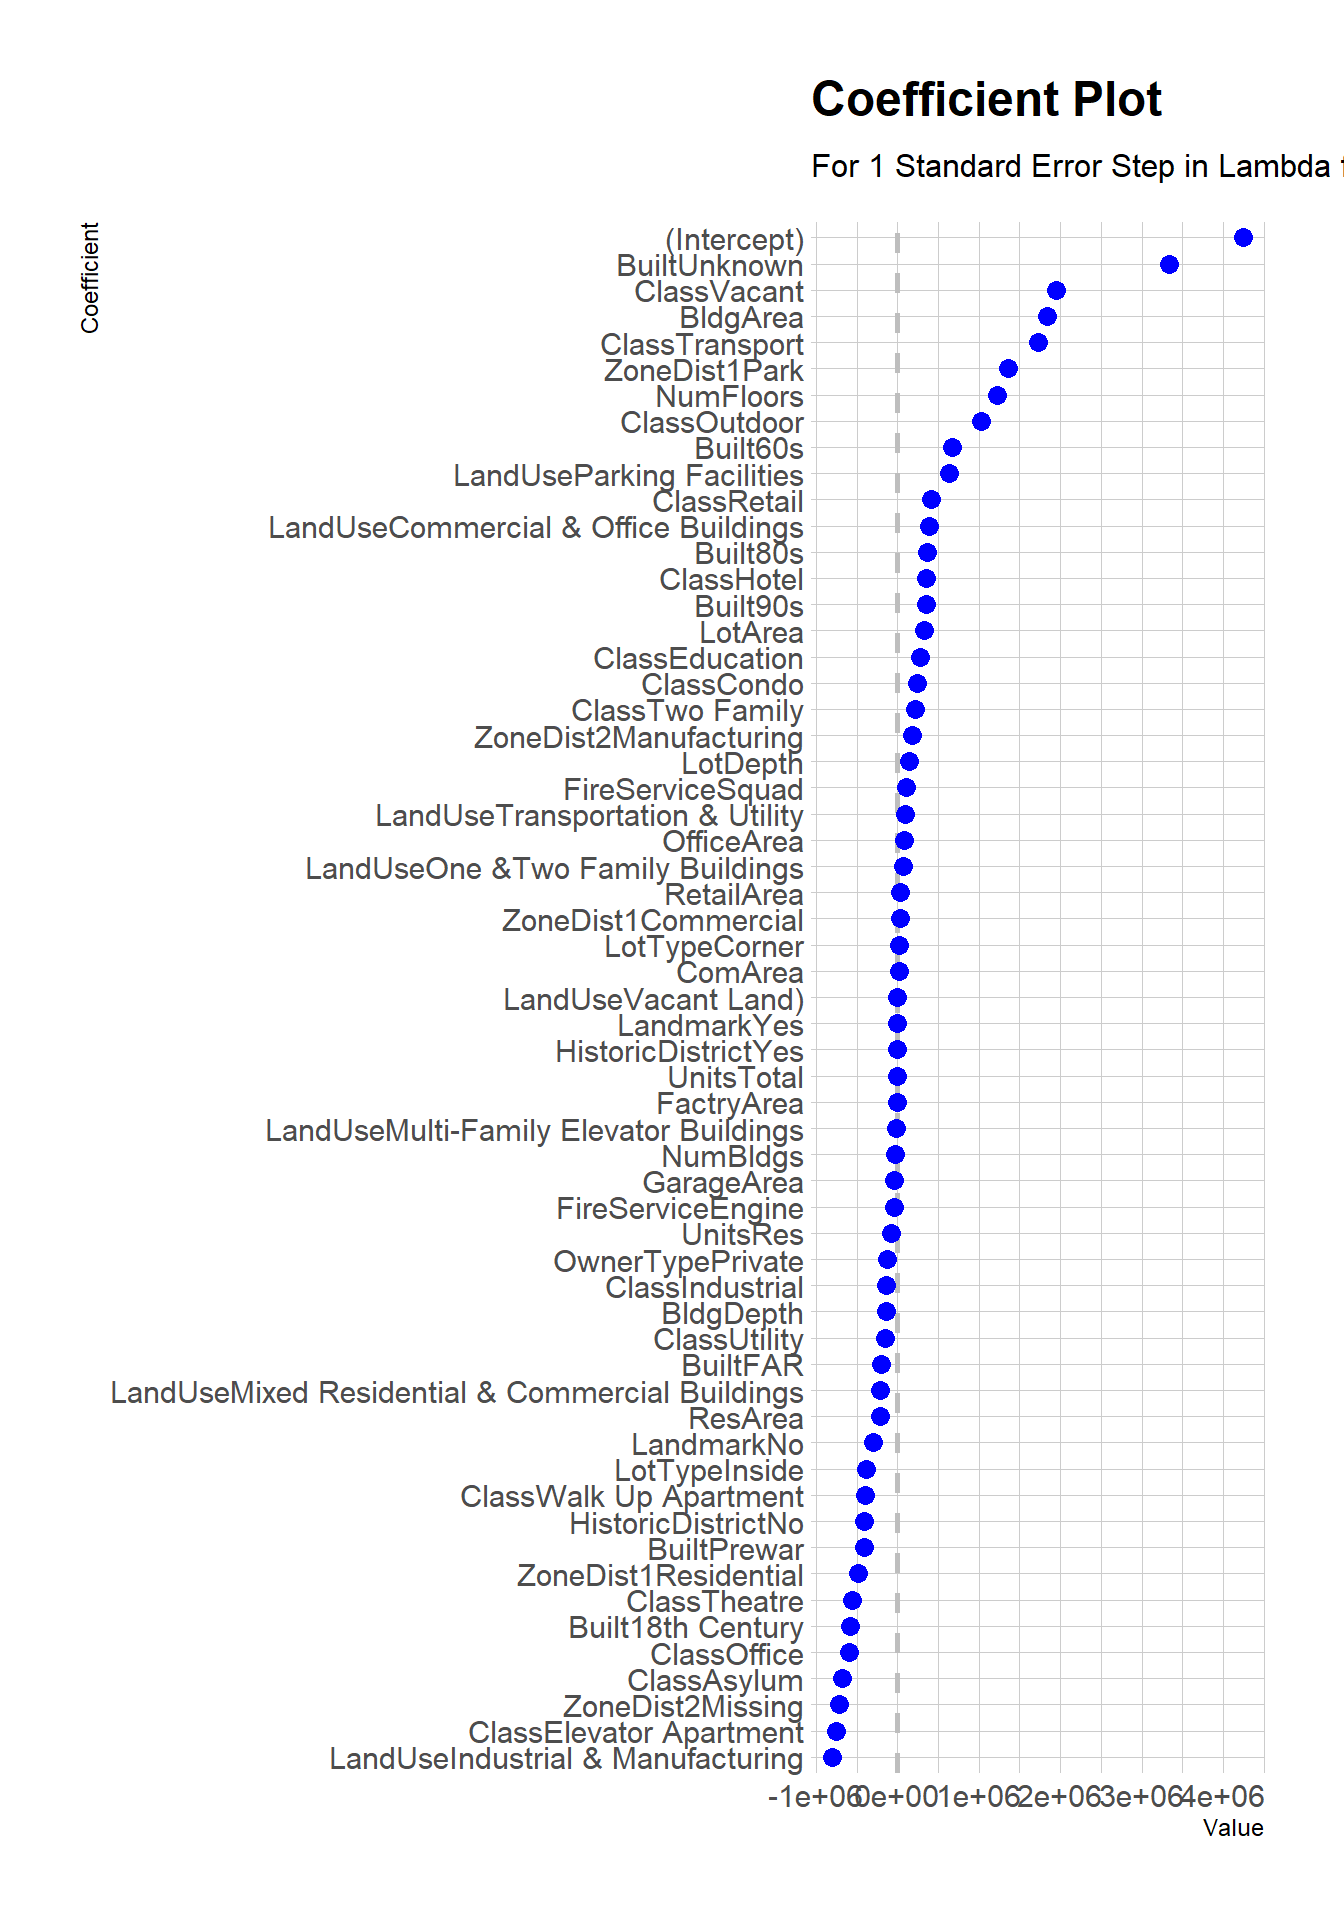 Coefficient Plot
For 1 Standard Error Step in Lambda
Coefficient
(Intercept)
BuiltUnknown
ClassVacant
BldgArea
ClassTransport
ZoneDist1Park
NumFloors
ClassOutdoor
Built60s
LandUseParking Facilities
ClassRetail
LandUseCommercial & Office Buildings
Built80s
ClassHotel
Built90s
LotArea
ClassEducation
ClassCondo
ClassTwo Family
ZoneDist2Manufacturing
LotDepth
FireServiceSquad
LandUseTransportation & Utility
OfficeArea
LandUseOne &Two Family Buildings
RetailArea
ZoneDist1Commercial
LotTypeCorner
ComArea
LandUseVacant Land)
LandmarkYes
HistoricDistrictYes
UnitsTotal
FactryArea
LandUseMulti-Family Elevator Buildings
NumBldgs
GarageArea
FireServiceEngine
UnitsRes
OwnerTypePrivate
ClassIndustrial
BldgDepth
ClassUtility
BuiltFAR
LandUseMixed Residential & Commercial Buildings
ResArea
LandmarkNo
LotTypeInside
ClassWalk Up Apartment
HistoricDistrictNo
BuiltPrewar
ZoneDist1Residential
ClassTheatre
Built18th Century
ClassOffice
ClassAsylum
ZoneDist2Missing
ClassElevator Apartment
LandUseIndustrial & Manufacturing
-1e+06 0e+00 1e+06 2e+06 3e+06 4e+06
Value